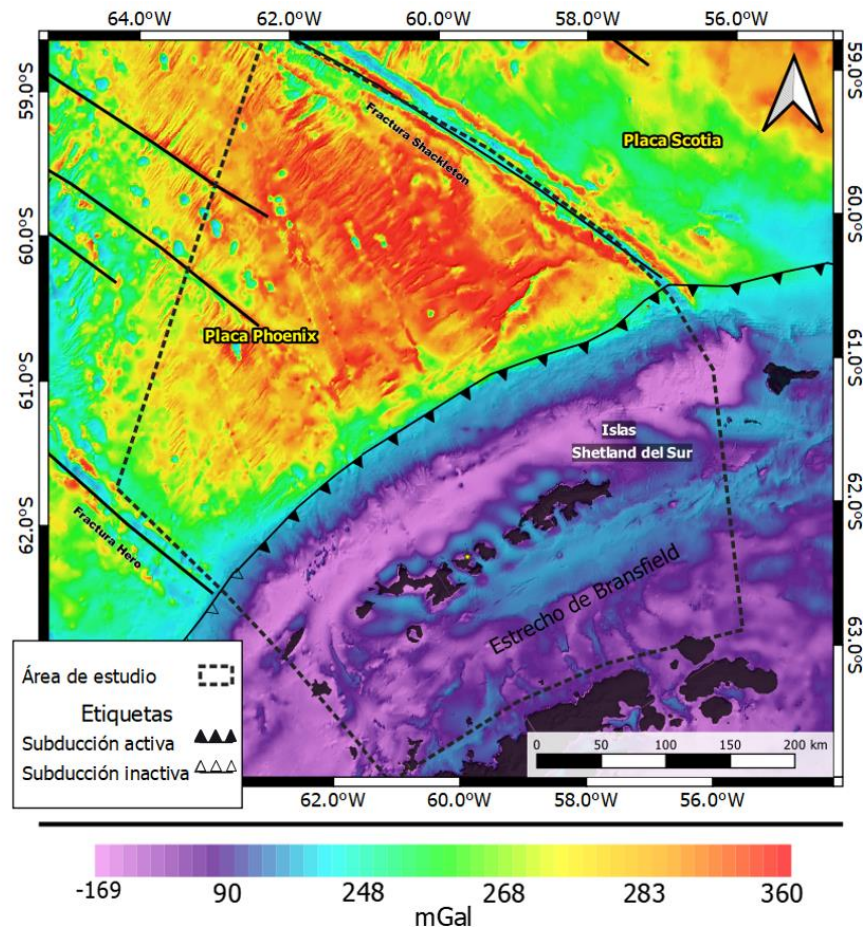 64.0°W 62.0°W 60.0°W 58.0°W 56.0°W
59.0°S
59.0°S
Fractura Shackleton
Placa Scotia
60.0°S
60.0°S
Placa Phoenix
61.0°S
61.0°S
Islas
Shetland del Sur
62.0°S
62.0°S
Fractura Hero
Estrecho de Bransfield
63.0°S
Área de estudio
Etiquetas
Subducción activa
Subducción inactiva
0 50 100 150 200 km
62.0°W 60.0°W 58.0°W 56.0°W
-169 90 248 268 283 360
mGal